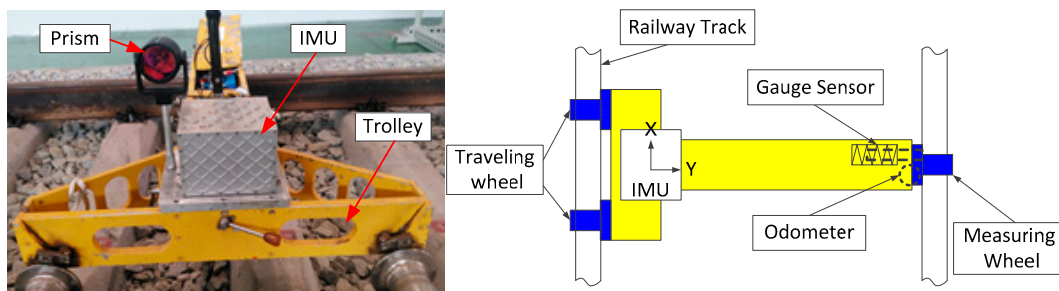 Prism
IMU
Trolley
Railway Track
Gauge Sensor
Traveling
wheel
X
Y
IMU
Odometer
Measuring
Wheel